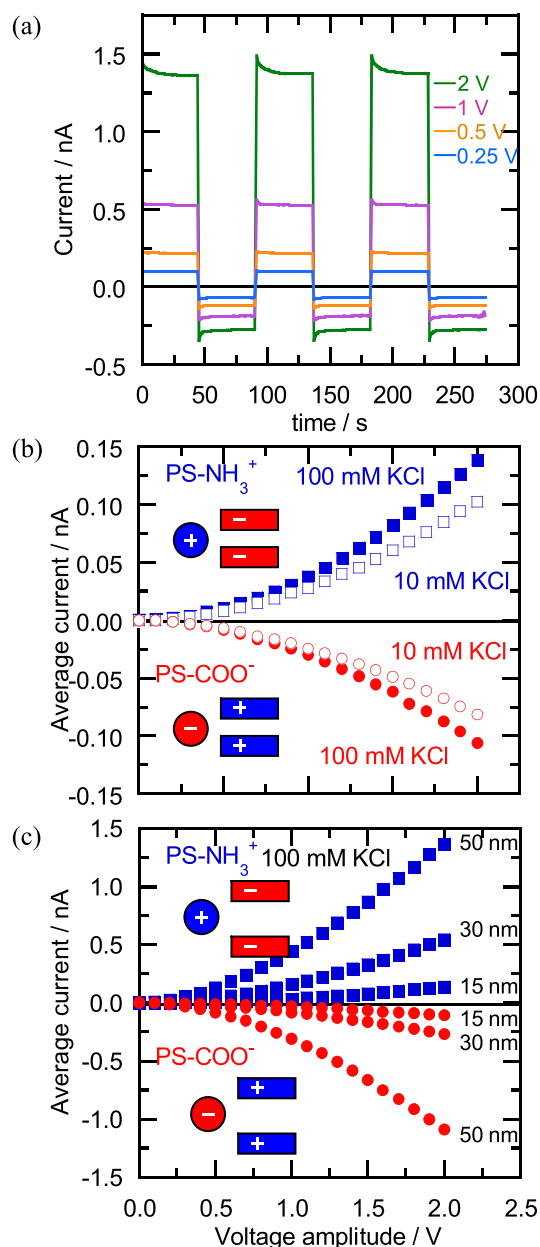 (a)
1.5
1.0
0.5
0.0
-0.5
Current / nA
2 V
1 V
0.5 V
0.25 V
0 50 100 150 200 250 300
time / s
(b)
0.15
0.10
0.05
0.00
-0.05
-0.10
-0.15
Average current / nA
PS-NH₃⁺
100 mM KCl
+
−
−
10 mM KCl
10 mM KCl
PS-COO⁻
−
+
+
100 mM KCl
(c)
1.5
1.0
0.5
0.0
-0.5
-1.0
-1.5
Average current / nA
PS-NH₃⁺ 100 mM KCl
+
−
−
50 nm
30 nm
15 nm
15 nm
30 nm
50 nm
PS-COO⁻
−
+
+
0.0 0.5 1.0 1.5 2.0 2.5
Voltage amplitude / V